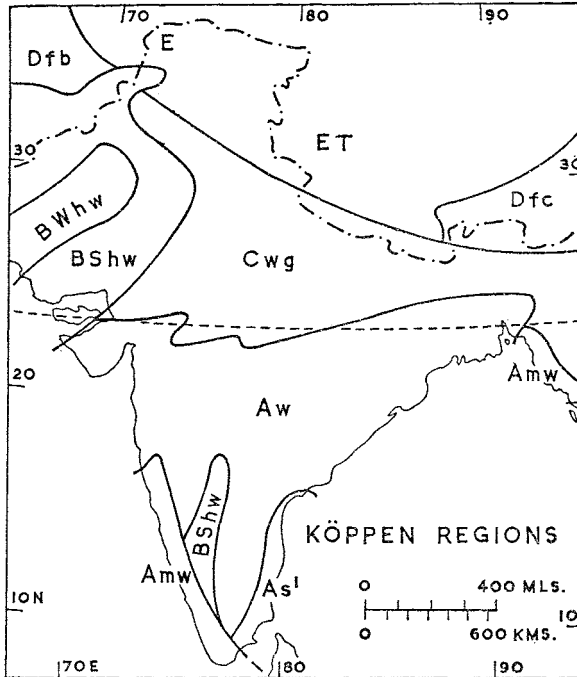 70 80 90
Dfb E
ET
30 30
Dfc
BWhw
BShw Cwg
20 Amw
Aw
BShw
KÖPPEN REGIONS
Amw As'
0 400 MLS.
10N 10
0 600 KMS.
70E 80 90